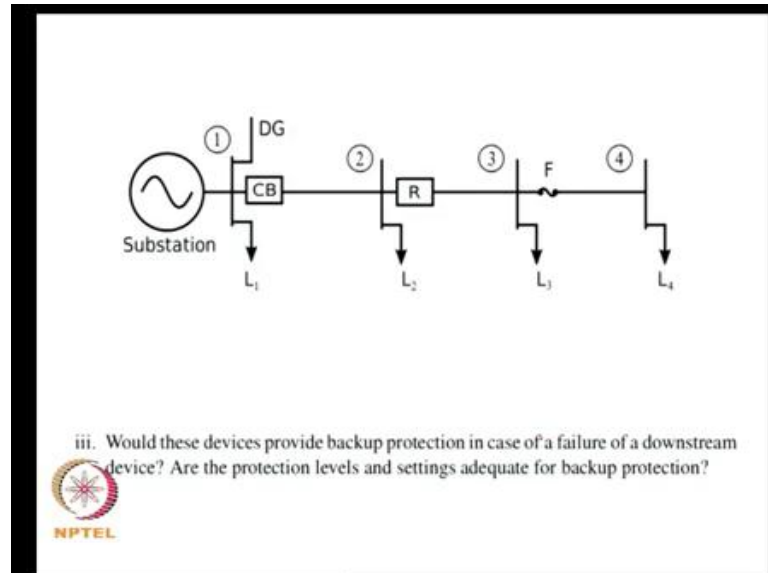 1
DG
2
3
F
4
CB
R
Substation
L1
L2
L3
L4
iii. Would these devices provide backup protection in case of a failure of a downstream
device? Are the protection levels and settings adequate for backup protection?
NPTEL